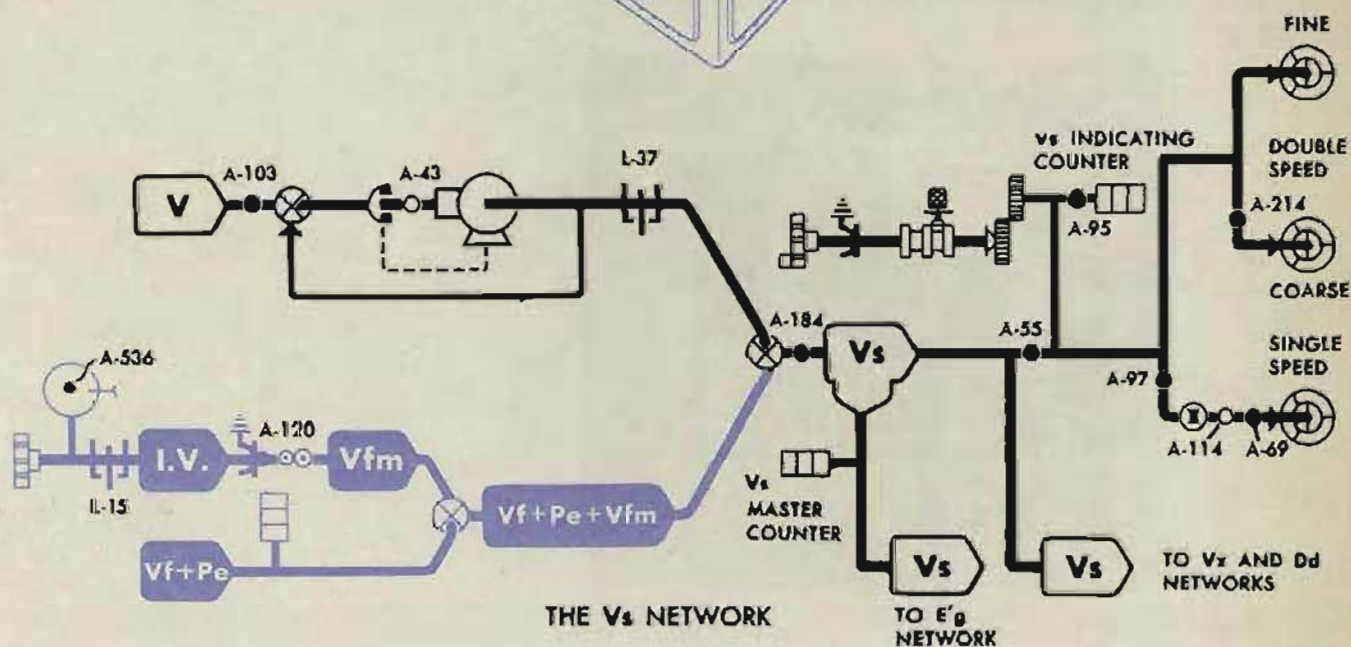 FINE
DOUBLE
SPEED
A-214
COARSE
SINGLE
SPEED
Vs INDICATING
COUNTER
A-95
L-37
A-103
A-43
V
A-184
Vs
A-55
A-97
A-114
A-69
A-536
IL-15
I.V.
A-120
Vfm
Vf+Pe+Vfm
Vf+Pe
Vs
MASTER
COUNTER
Vs
TO E'g
NETWORK
Vs
TO Vx AND Dd
NETWORKS
THE Vs NETWORK